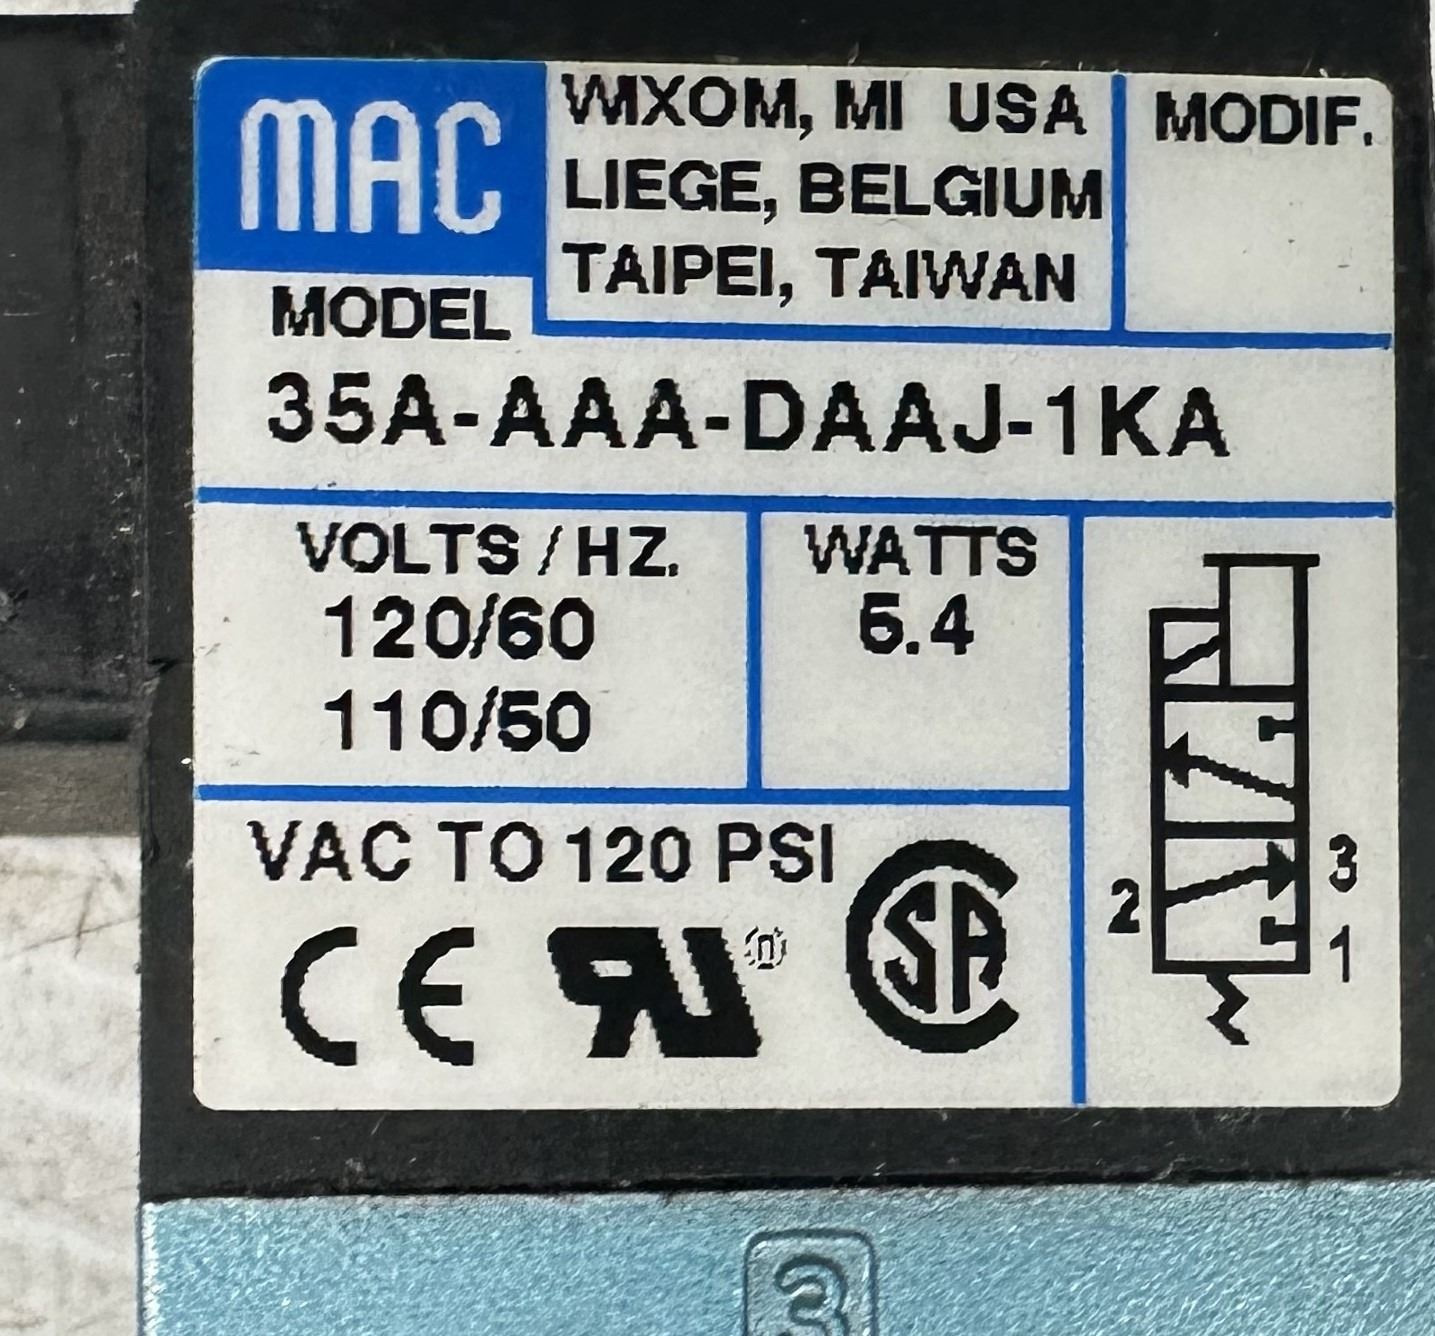 MAC
WIXOM, MI USA
LIEGE, BELGIUM
TAIPEI, TAIWAN
MODIF.
MODEL
35A-AAA-DAAJ-1KA
VOLTS / HZ.
120/60
110/50
WATTS
5.4
VAC TO 120 PSI
CE
SA
2
3
1
3